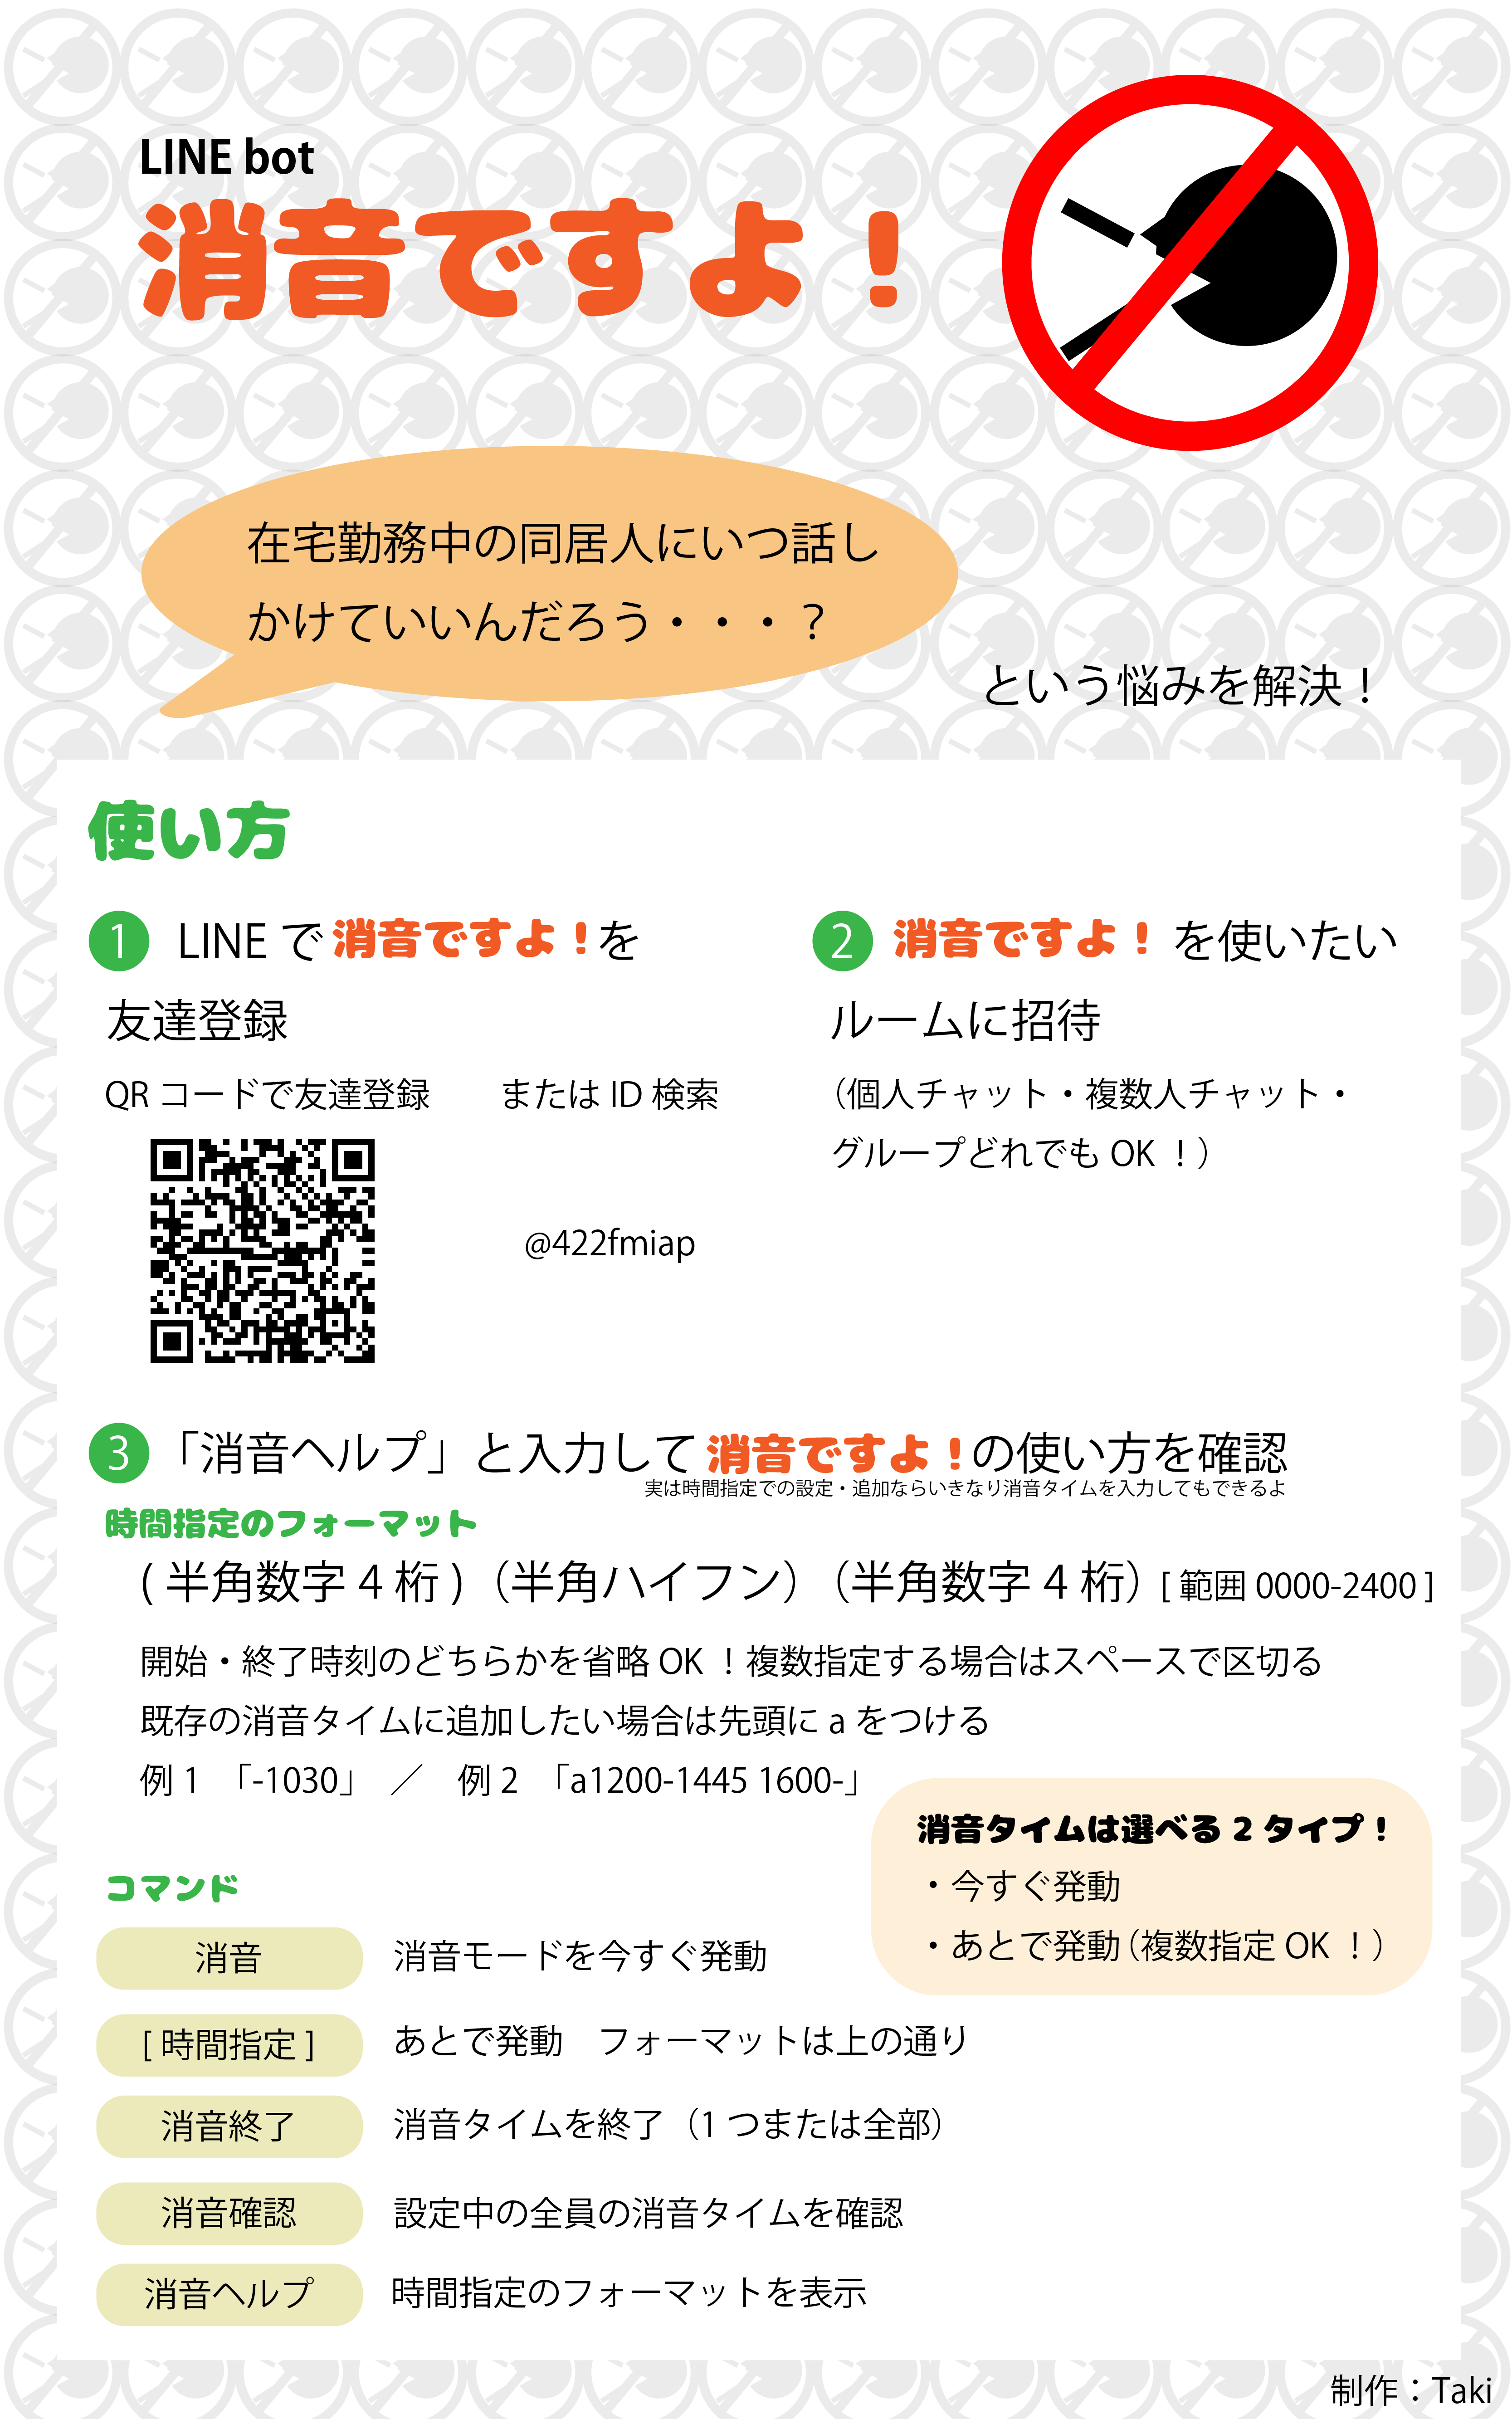 LINE bot
消音ですよ！
在宅勤務中の同居人にいつ話し
かけていいんだろう・・・？
という悩みを解決！
使い方
1 LINE で 消音ですよ！を
友達登録
QR コードで友達登録 または ID 検索
@422fmiap
2 消音ですよ！ を使いたい
ルームに招待
（個人チャット・複数人チャット・
グループどれでも OK ！）
3 「消音ヘルプ」と入力して 消音ですよ！の使い方を確認
実は時間指定での設定・追加ならいきなり消音タイムを入力してもできるよ
時間指定のフォーマット
( 半角数字 4 桁 )（半角ハイフン）（半角数字 4 桁）[ 範囲 0000-2400 ]
開始・終了時刻のどちらかを省略 OK ！複数指定する場合はスペースで区切る
既存の消音タイムに追加したい場合は先頭に a をつける
例 1 「-1030」 ／ 例 2 「a1200-1445 1600-」
消音タイムは選べる 2 タイプ！
・今すぐ発動
・あとで発動（複数指定 OK ！）
コマンド
消音 消音モードを今すぐ発動
[ 時間指定 ] あとで発動 フォーマットは上の通り
消音終了 消音タイムを終了（1 つまたは全部）
消音確認 設定中の全員の消音タイムを確認
消音ヘルプ 時間指定のフォーマットを表示
制作：Taki